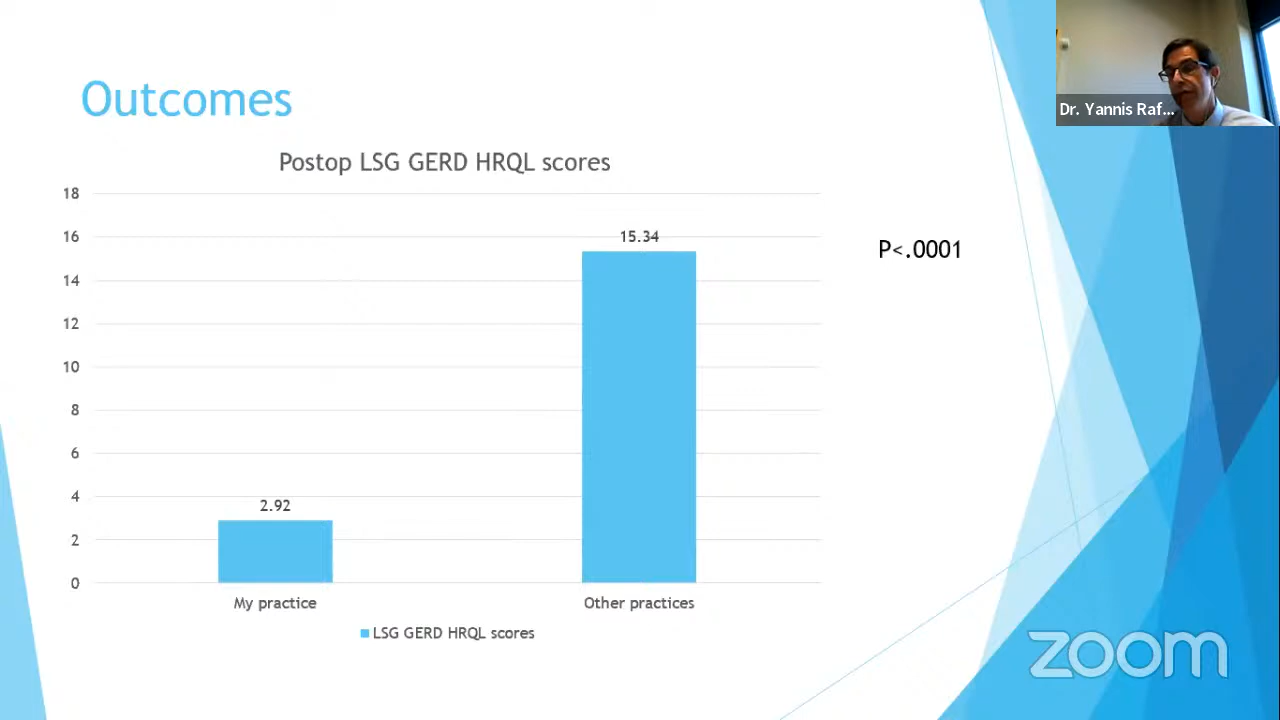 Outcomes
Dr. Yannis Raf...
Postop LSG GERD HRQL scores
18
16
14
12
10
8
6
4
2
0
2.92
15.34
P<.0001
My practice
Other practices
LSG GERD HRQL scores
zoom